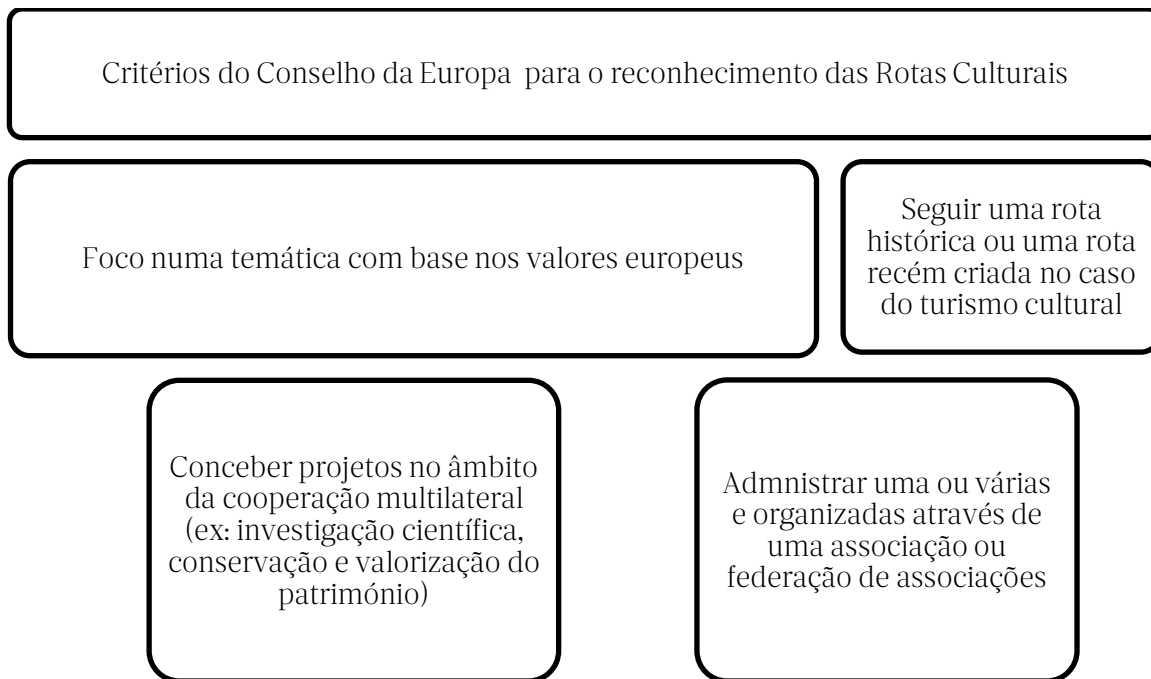 Critérios do Conselho da Europa para o reconhecimento das Rotas Culturais
Foco numa temática com base nos valores europeus
Seguir uma rota
histórica ou uma rota
recém criada no caso
do turismo cultural
Conceber projetos no âmbito
da cooperação multilateral
(ex: investigação científica,
conservação e valorização do
património)
Admnistrar uma ou várias
e organizadas através de
uma associação ou
federação de associações